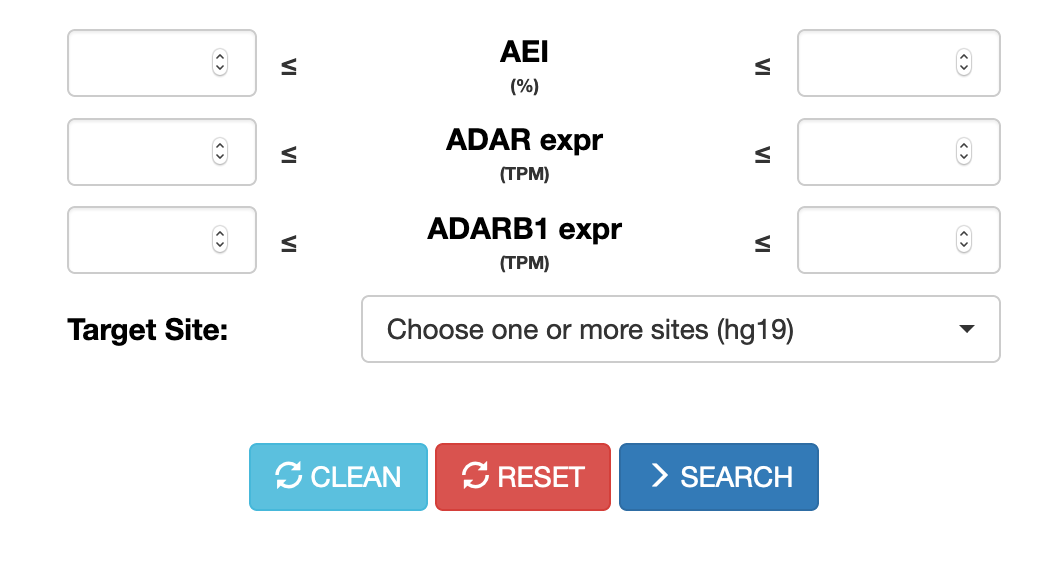 ≤ AEI ≤
(%)
≤ ADAR expr ≤
(TPM)
≤ ADARB1 expr ≤
(TPM)
Target Site: Choose one or more sites (hg19)
CLEAN RESET SEARCH